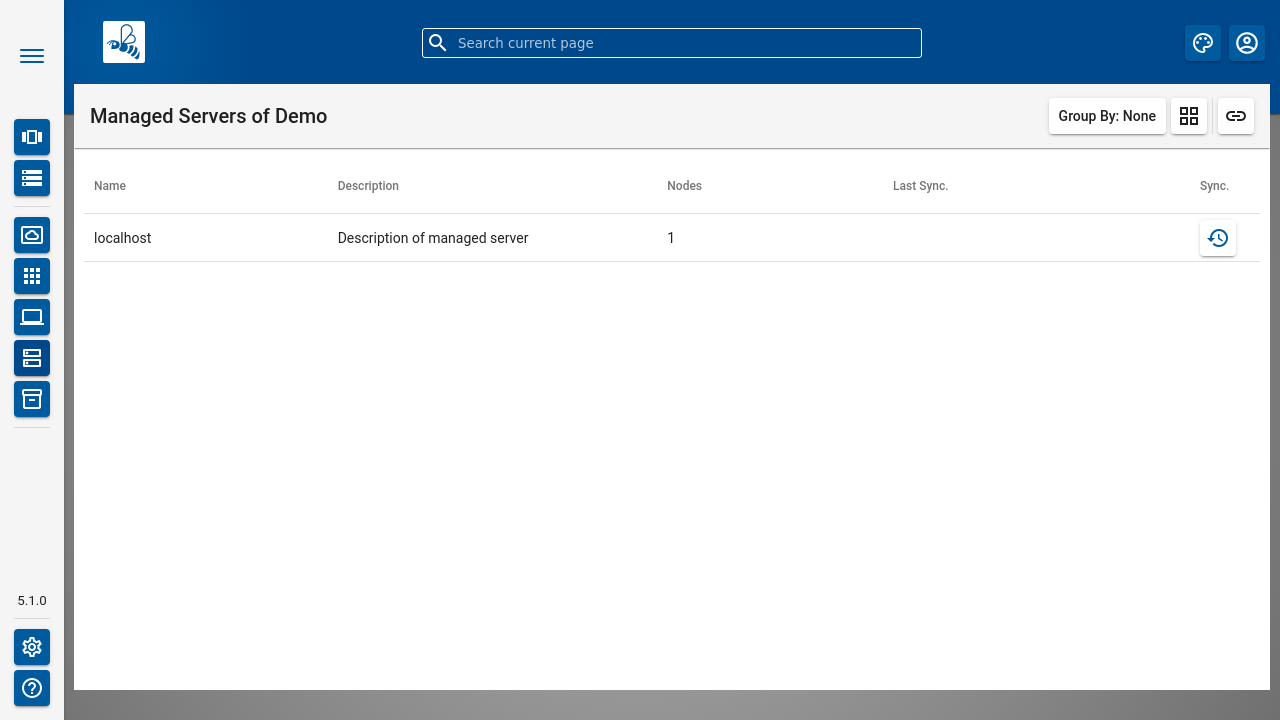 Search current page
Managed Servers of Demo
Group By: None
Name Description Nodes Last Sync. Sync.
localhost Description of managed server 1
5.1.0